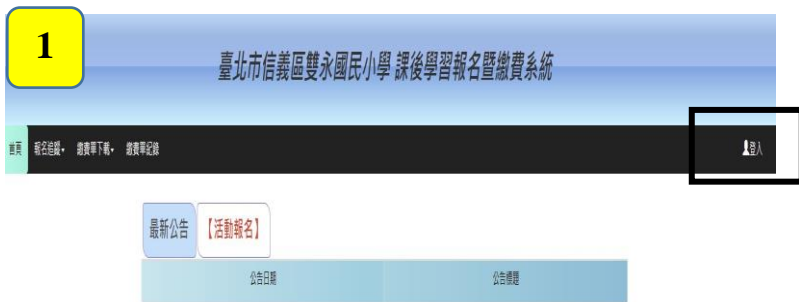 1
臺北市信義區雙永國民小學 課後學習報名暨繳費系統
首頁 報名追蹤 繳費單下載 繳費單紀錄 登入
最新公告 【活動報名】
公告日期 公告標題